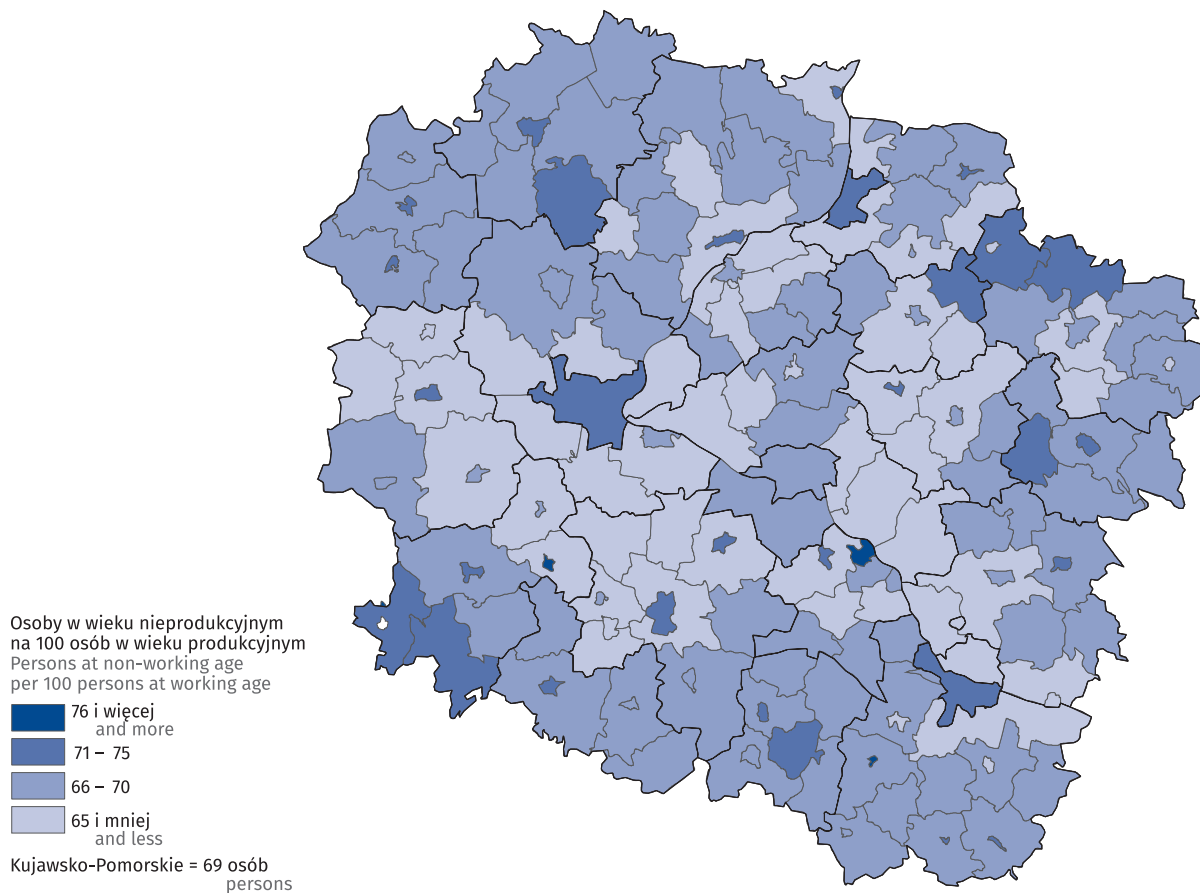 Osoby w wieku nieprodukcyjnym
na 100 osób w wieku produkcyjnym
Persons at non-working age
per 100 persons at working age
76 i więcej
and more
71 – 75
66 – 70
65 i mniej
and less
Kujawsko-Pomorskie = 69 osób
persons